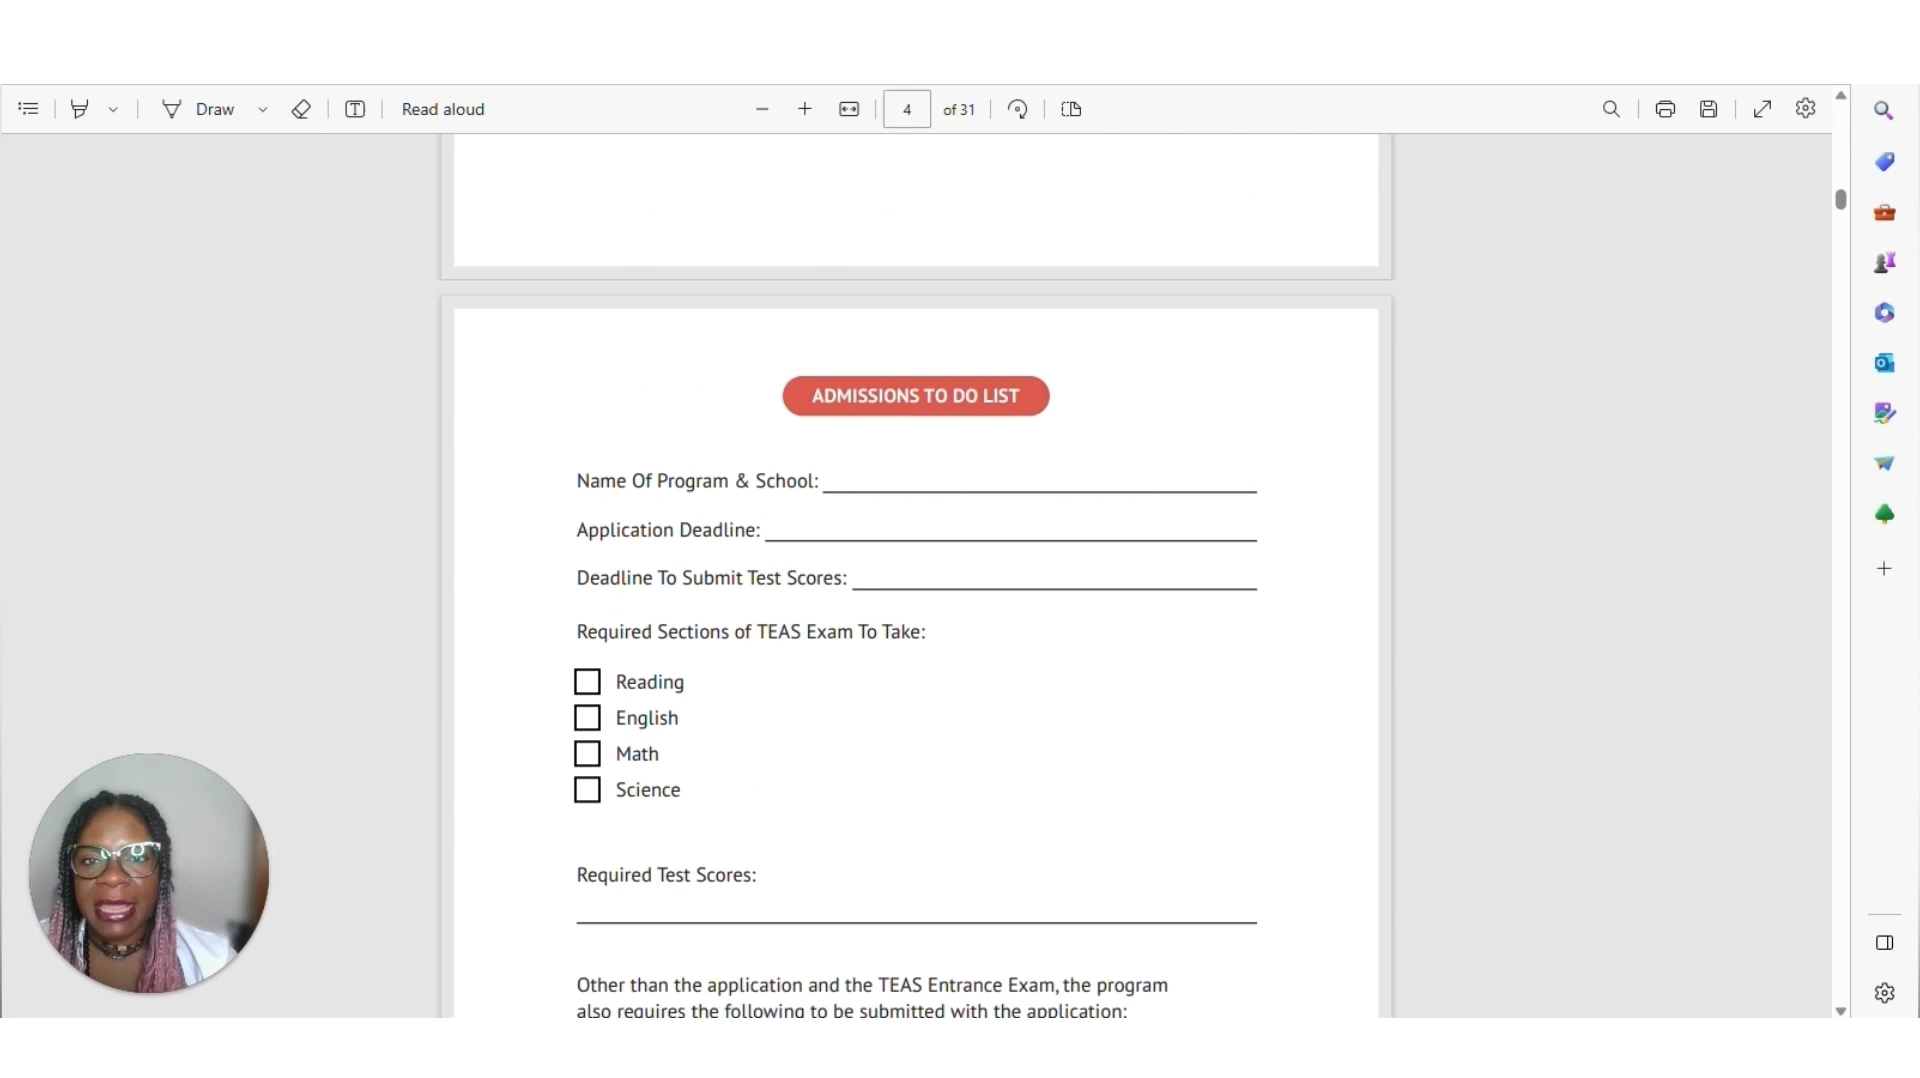 Draw
Read aloud
4 of 31
ADMISSIONS TO DO LIST
Name Of Program & School:
Application Deadline:
Deadline To Submit Test Scores:
Required Sections of TEAS Exam To Take:
Reading
English
Math
Science
Required Test Scores:
Other than the application and the TEAS Entrance Exam, the program
also requires the following to be submitted with the application: